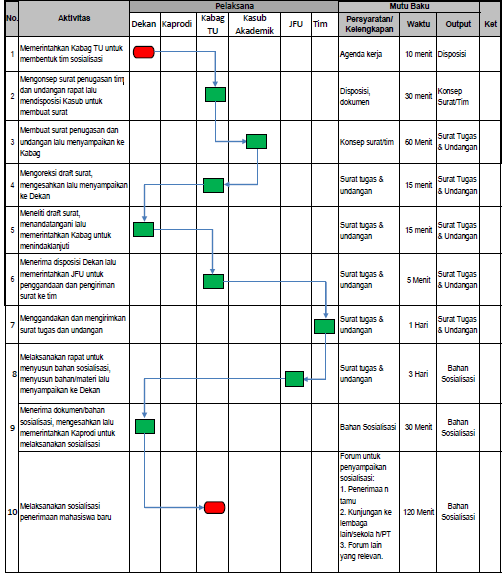 No. Aktivitas Pelaksana Mutu Baku Ket
Dekan Kaprodi Kabag TU Kasub Akademik JFU Tim Persyaratan/ Kelengkapan Waktu Output
1 Memerintahkan Kabag TU untuk membentuk tim sosialisasi Agenda kerja 10 menit Disposisi
2 Mengonsep surat penugasan tim dan undangan rapat lalu mendisposisi Kasub untuk membuat surat Disposisi, dokumen 30 menit Konsep Surat/Tim
3 Membuat surat penugasan dan undangan lalu menyampaikan ke Kabag Konsep surat/tim 60 Menit Surat Tugas & Undangan
4 Mengoreksi draft surat, mengesahkan lalu menyampaikan ke Dekan Surat tugas & undangan 15 menit Surat Tugas & Undangan
5 Meneliti draft surat, menandatangani lalu memerintahkan Kabag untuk menindaklanjuti Surat tugas & undangan 15 menit Surat Tugas & Undangan
6 Menerima disposisi Dekan lalu memerintahkan JFU untuk penggandaan dan pengiriman surat ke tim Surat tugas & undangan 5 Menit Surat Tugas & Undangan
7 Menggandakan dan mengirimkan surat tugas dan undangan Surat tugas & undangan 1 Hari Surat Tugas & Undangan
8 Melaksanakan rapat untuk menyusun bahan sosialisasi, menyusun bahan/materi lalu menyampaikan ke Dekan Surat tugas & undangan 3 Hari Bahan Sosialisasi
9 Menerima dokumen/bahan sosialisasi, mengesahkan lalu memerintahkan Kaprodi untuk melaksanakan sosialisasi Bahan Sosialisasi 30 Menit Bahan Sosialisasi
10 Melaksanakan sosialisasi penerimaan mahasiswa baru Forum untuk penyampaikan sosialisasi: 1. Penerimaa n tamu 2. Kunjungan ke lembaga lain/sekola h/PT 3. Forum lain yang relevan. 120 Menit Bahan Sosialisasi